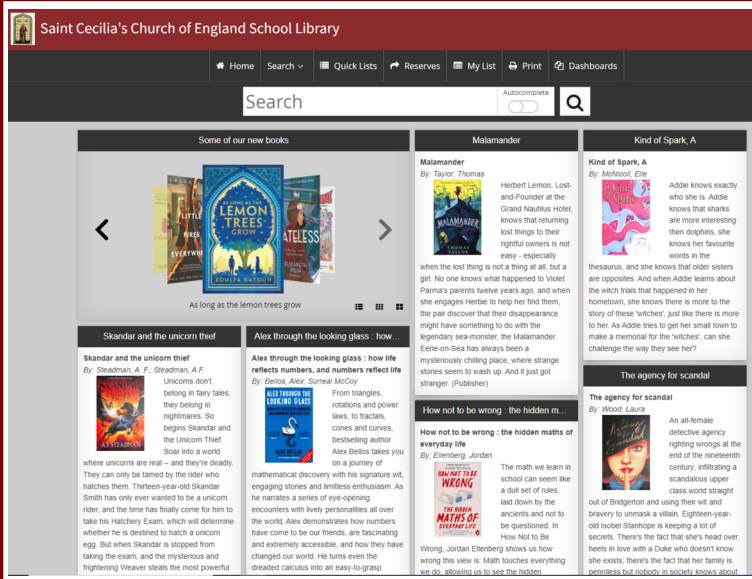 Saint Cecilia's Church of England School Library
Home
Search
Quick Lists
Reserves
My List
Print
Dashboards
Search
Autocomplete
Some of our new books
LITTLE
FIRES
EVERYWHERE
AS LONG AS THE
LEMON
TREES
GROW
ZOULFA KATOUH
ATELESS
ELIZABETH
WEIN
As long as the lemon trees grow
Malamander
Malamander
By: Taylor, Thomas
MALAMANDER
THOMAS
TAYLOR
Herbert Lemon, Lost-
and-Founder at the
Grand Nautilus Hotel,
knows that returning
lost things to their
rightful owners is not
easy - especially
when the lost thing is not a thing at all, but a
girl. No one knows what happened to Violet
Parma's parents twelve years ago, and when
she engages Herbie to help her find them,
the pair discover that their disappearance
might have something to do with the
legendary sea-monster, the Malamander.
Eerie-on-Sea has always been a
mysteriously chilling place, where strange
stories seem to wash up. And it just got
stranger. (Publisher)
Kind of Spark, A
Kind of Spark, A
By: McNicoll, Elle
A Kind of
Spark
Addie knows exactly
who she is. Addie
knows that sharks
are more interesting
then dolphins, she
knows her favourite
words in the
thesaurus, and she knows that older sisters
are opposites. And when Addie learns about
the witch trials that happened in her
hometown, she knows there is more to the
story of these 'witches', just like there is more
to her. As Addie tries to get her small town to
make a memorial for the 'witches', can she
challenge the way they see her?
Skandar and the unicorn thief
Skandar and the unicorn thief
By: Steadman, A. F.; Steadman, A.F.
SKANDAR
A.F. STEADMAN
Unicorns don't
belong in fairy tales;
they belong in
nightmares. So
begins Skandar and
the Unicorn Thief.
Soar into a world
where unicorns are real – and they're deadly.
They can only be tamed by the rider who
hatches them. Thirteen-year-old Skandar
Smith has only ever wanted to be a unicorn
rider, and the time has finally come for him to
take his Hatchery Exam, which will determine
whether he is destined to hatch a unicorn
egg. But when Skandar is stopped from
taking the exam, and the mysterious and
frightening Weaver steals the most powerful
Alex through the looking glass : how…
Alex through the looking glass : how life
reflects numbers, and numbers reflect life
By: Bellos, Alex; Surreal McCoy
ALEX THROUGH THE
LOOKING GLASS
ALEX BELLOS
From triangles,
rotations and power
laws, to fractals,
cones and curves,
bestselling author
Alex Bellos takes you
on a journey of
mathematical discovery with his signature wit,
engaging stories and limitless enthusiasm. As
he narrates a series of eye-opening
encounters with lively personalities all over
the world, Alex demonstrates how numbers
have come to be our friends, are fascinating
and extremely accessible, and how they have
changed our world. He turns even the
dreaded calculus into an easy-to-grasp
How not to be wrong : the hidden m…
How not to be wrong : the hidden maths of
everyday life
By: Ellenberg, Jordan
HOW NOT TO BE
WRONG
THE HIDDEN
MATHS OF
EVERYDAY LIFE
The math we learn in
school can seem like
a dull set of rules,
laid down by the
ancients and not to
be questioned. In
How Not to Be
Wrong, Jordan Ellenberg shows us how
wrong this view is: Math touches everything
we do, allowing us to see the hidden
The agency for scandal
The agency for scandal
By: Wood, Laura
An all-female
detective agency
righting wrongs at the
end of the nineteenth
century; infiltrating a
scandalous upper
class world straight
out of Bridgerton and using their wit and
bravery to unmask a villain. Eighteen-year-
old Isobel Stanhope is keeping a lot of
secrets. There's the fact that she's head over
heels in love with a Duke who doesn't know
she exists; there's the fact that her family is
penniless but nobody in society knows about